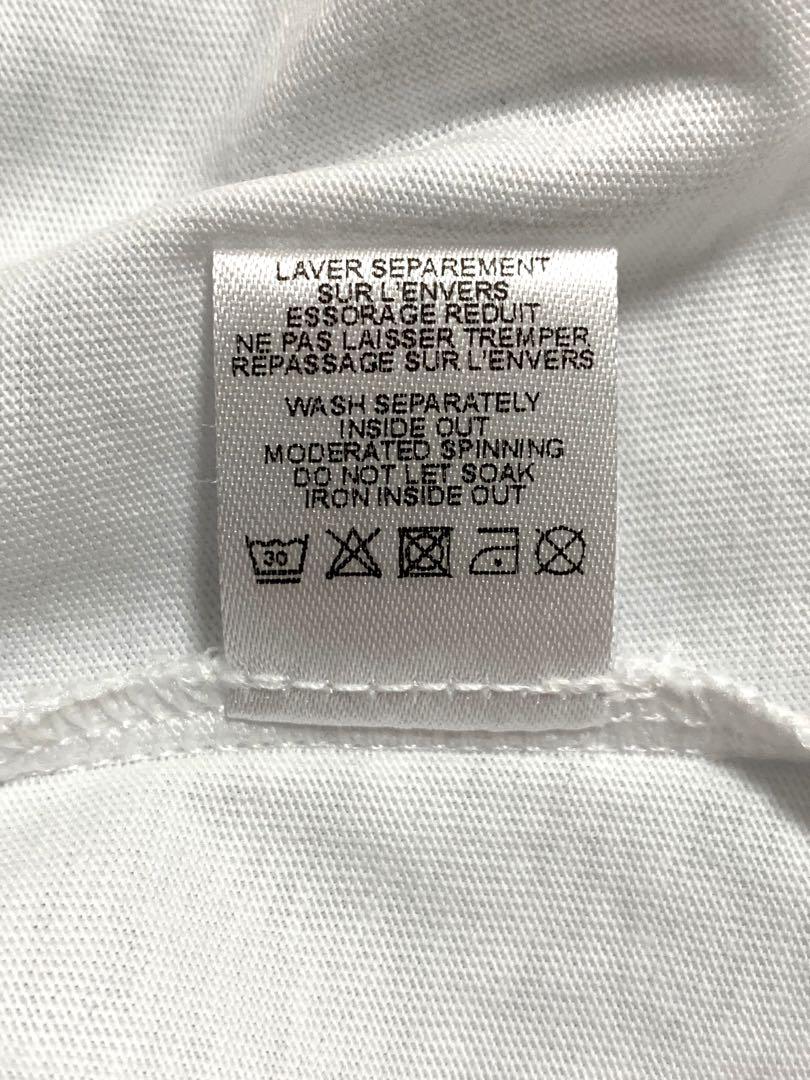 LAVER SEPAREMENT
SUR L'ENVERS
ESSORAGE REDUIT
NE PAS LAISSER TREMPER
REPASSAGE SUR L'ENVERS
WASH SEPARATELY
INSIDE OUT
MODERATED SPINNING
DO NOT LET SOAK
IRON INSIDE OUT
30